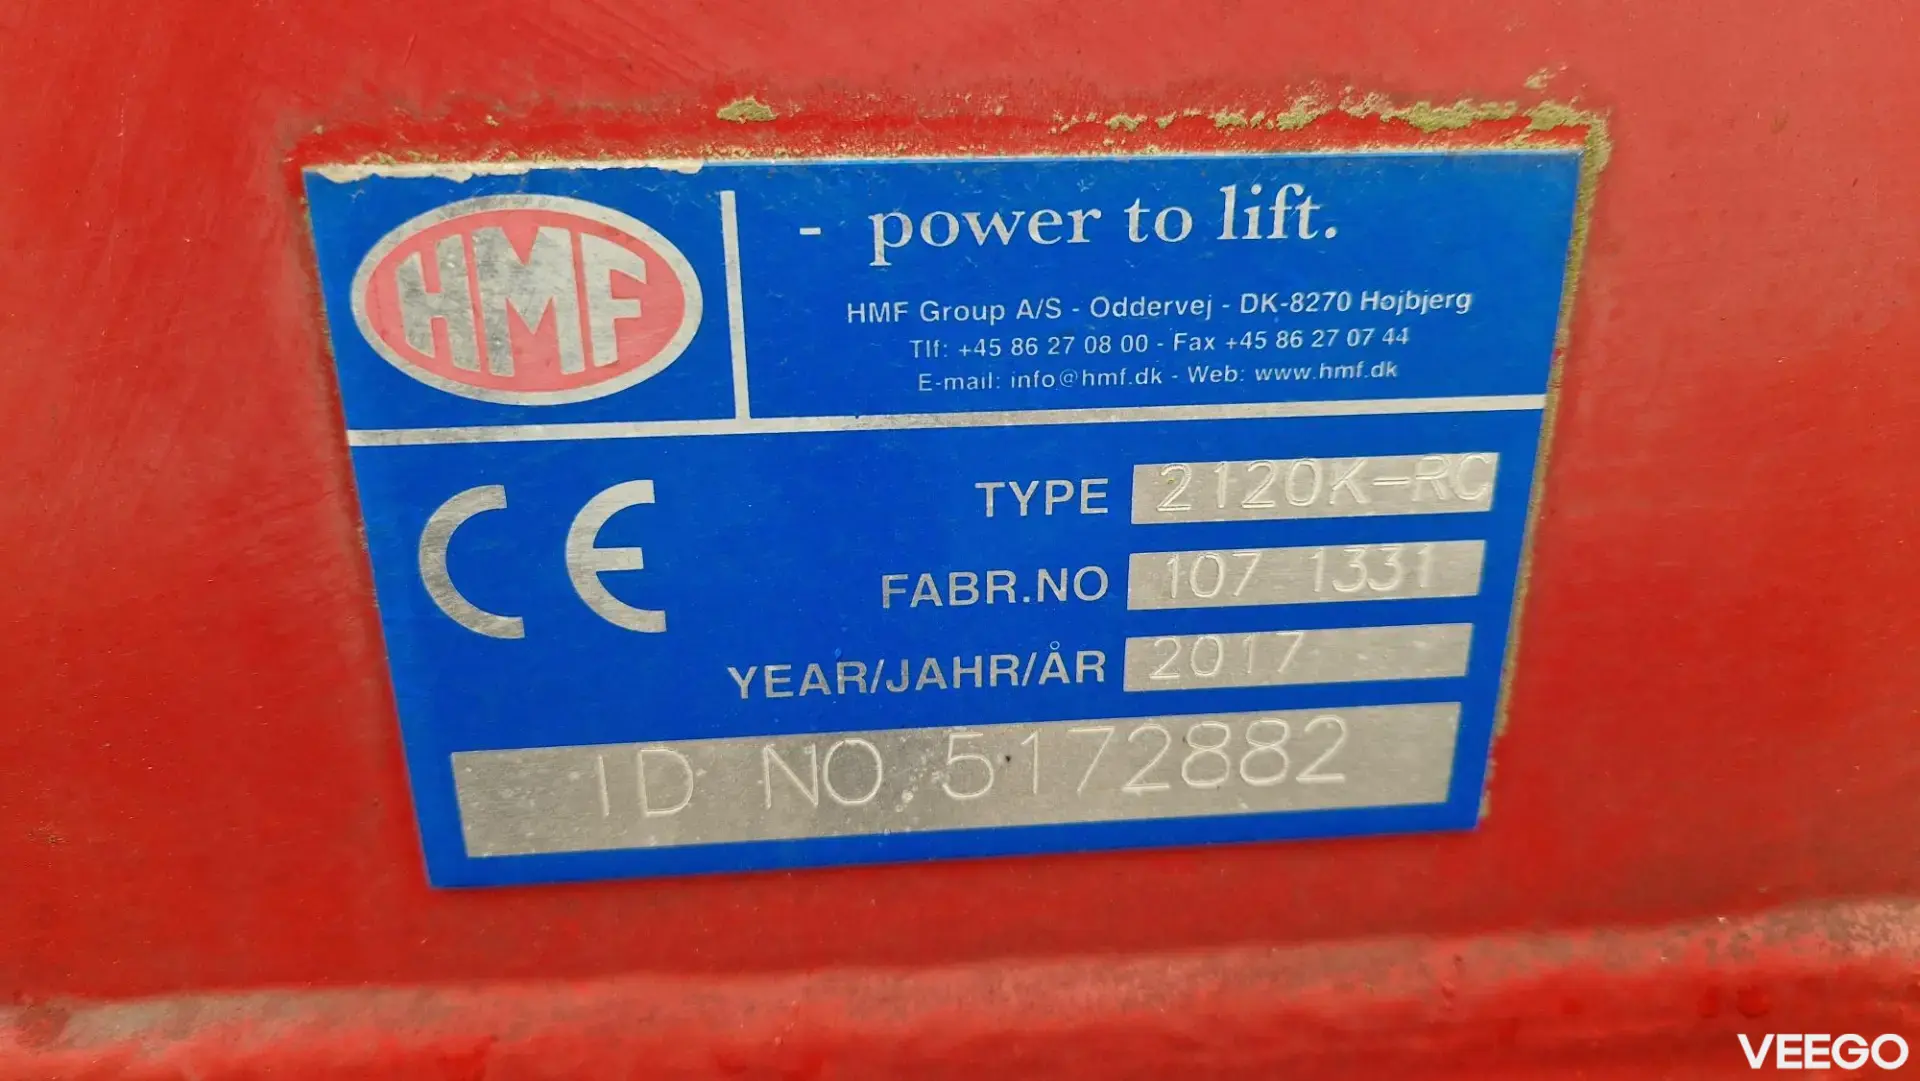 HMF
- power to lift.
HMF Group A/S - Oddervej - DK-8270 Højbjerg
Tlf: +45 86 27 08 00 - Fax +45 86 27 07 44
E-mail: info@hmf.dk - Web: www.hmf.dk
CE
TYPE 2120K-RC
FABR.NO 107 1331
YEAR/JAHR/ÅR 2017
ID NO 5172882
VEEGO